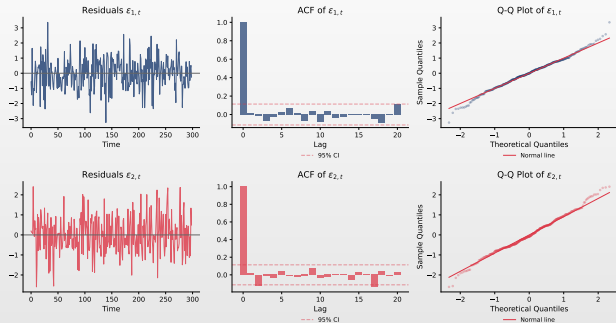 Residuals ε1,t
ACF of ε1,t
Q-Q Plot of ε1,t
3
2
1
0
−1
−2
−3
0 50 100 150 200 250 300
Time
1.0
0.8
0.6
0.4
0.2
0.0
0 5 10 15 20
Lag
95% CI
Sample Quantiles
3
2
1
0
−1
−2
−3
−2 −1 0 1 2
Theoretical Quantiles
Normal line
Residuals ε2,t
ACF of ε2,t
Q-Q Plot of ε2,t
2
1
0
−1
−2
0 50 100 150 200 250 300
Time
1.0
0.8
0.6
0.4
0.2
0.0
0 5 10 15 20
Lag
95% CI
Sample Quantiles
2
1
0
−1
−2
−2 −1 0 1 2
Theoretical Quantiles
Normal line